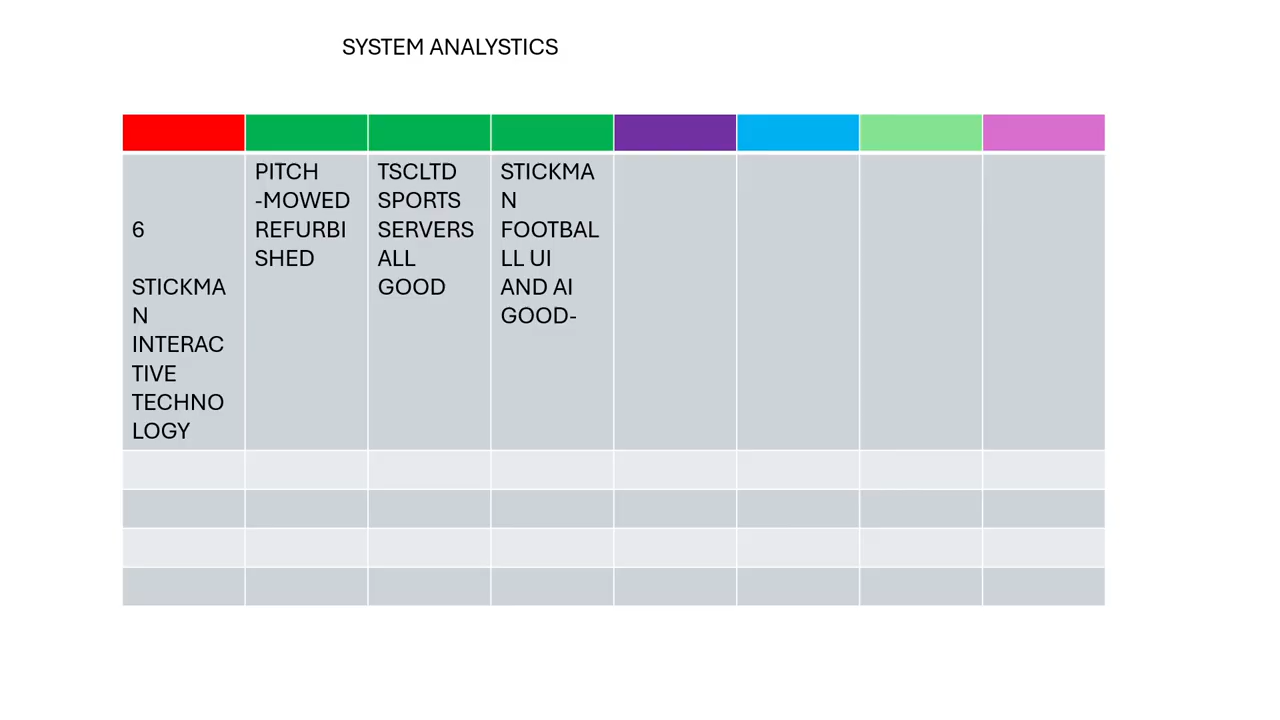 SYSTEM ANALYSTICS
6
STICKMA
N
INTERAC
TIVE
TECHNO
LOGY
PITCH
-MOWED
REFURBI
SHED
TSCLTD
SPORTS
SERVERS
ALL
GOOD
STICKMA
N
FOOTBAL
LL UI
AND AI
GOOD-